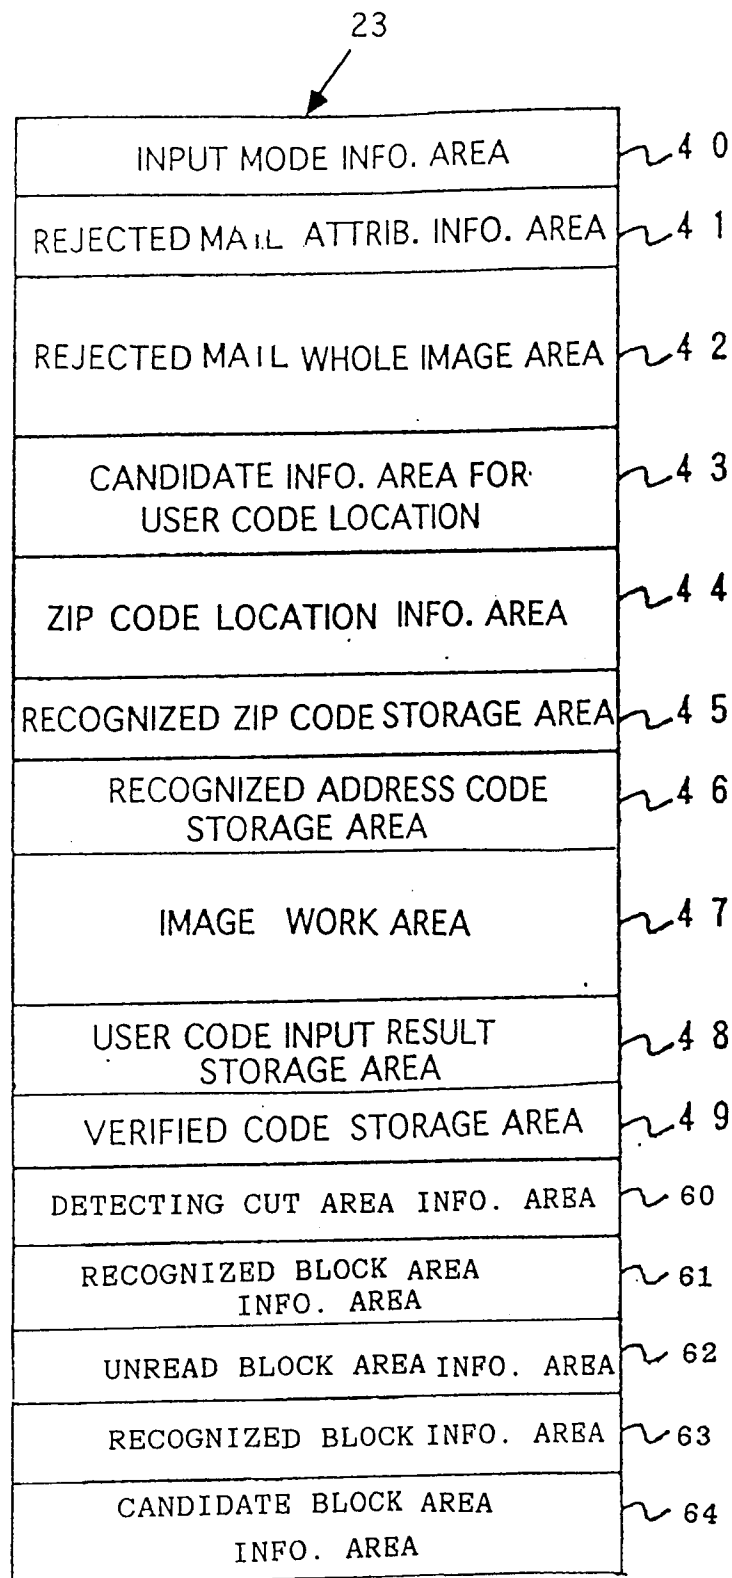 23
INPUT MODE INFO. AREA 40
REJECTED MAIL ATTRIB. INFO. AREA 41
REJECTED MAIL WHOLE IMAGE AREA 42
CANDIDATE INFO. AREA FOR 43
USER CODE LOCATION
ZIP CODE LOCATION INFO. AREA 44
RECOGNIZED ZIP CODE STORAGE AREA 45
RECOGNIZED ADDRESS CODE 46
STORAGE AREA
IMAGE WORK AREA 47
USER CODE INPUT RESULT 48
STORAGE AREA
VERIFIED CODE STORAGE AREA 49
DETECTING CUT AREA INFO. AREA 60
RECOGNIZED BLOCK AREA 61
INFO. AREA
UNREAD BLOCK AREA INFO. AREA 62
RECOGNIZED BLOCK INFO. AREA 63
CANDIDATE BLOCK AREA 64
INFO. AREA